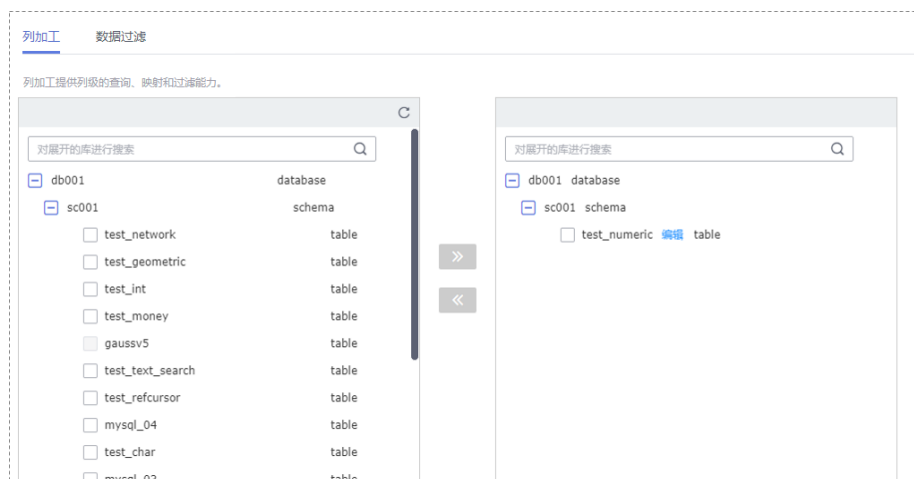 列加工 数据过滤
列加工提供列级的查询、映射和过滤能力。
对展开的库进行搜索
db001 database
sc001 schema
test_network table
test_geometric table
test_int table
test_money table
gaussv5 table
test_text_search table
test_refcursor table
mysql_04 table
test_char table
对展开的库进行搜索
db001 database
sc001 schema
test_numeric 编辑 table